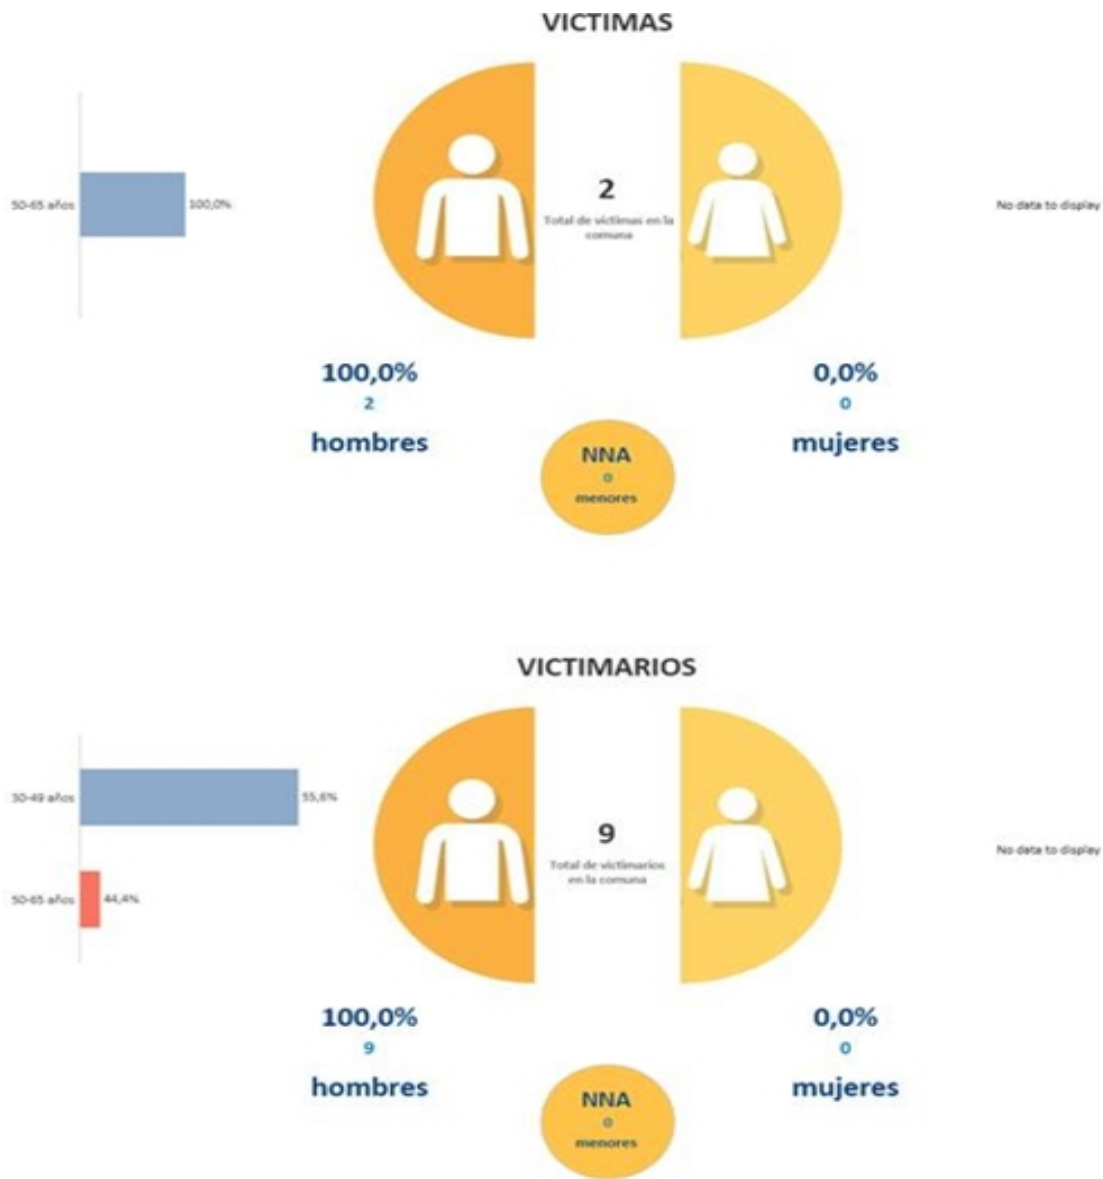 VICTIMAS
50-65 años
100,0%
2
Total de victimas en la
comuna
No data to display
100,0%
2
hombres
0,0%
0
mujeres
NNA
0
menores
VICTIMARIOS
30-49 años
55,6%
50-65 años
44,4%
9
Total de victimarios
en la comuna
No data to display
100,0%
9
hombres
0,0%
0
mujeres
NNA
0
menores